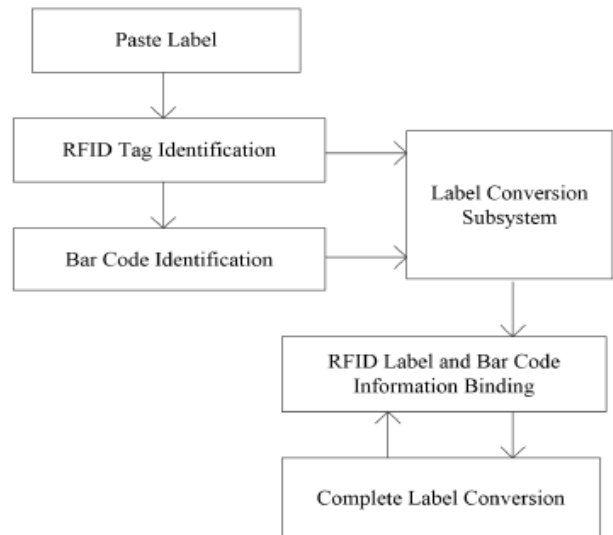 Paste Label
RFID Tag Identification
Label Conversion
Subsystem
Bar Code Identification
RFID Label and Bar Code
Information Binding
Complete Label Conversion